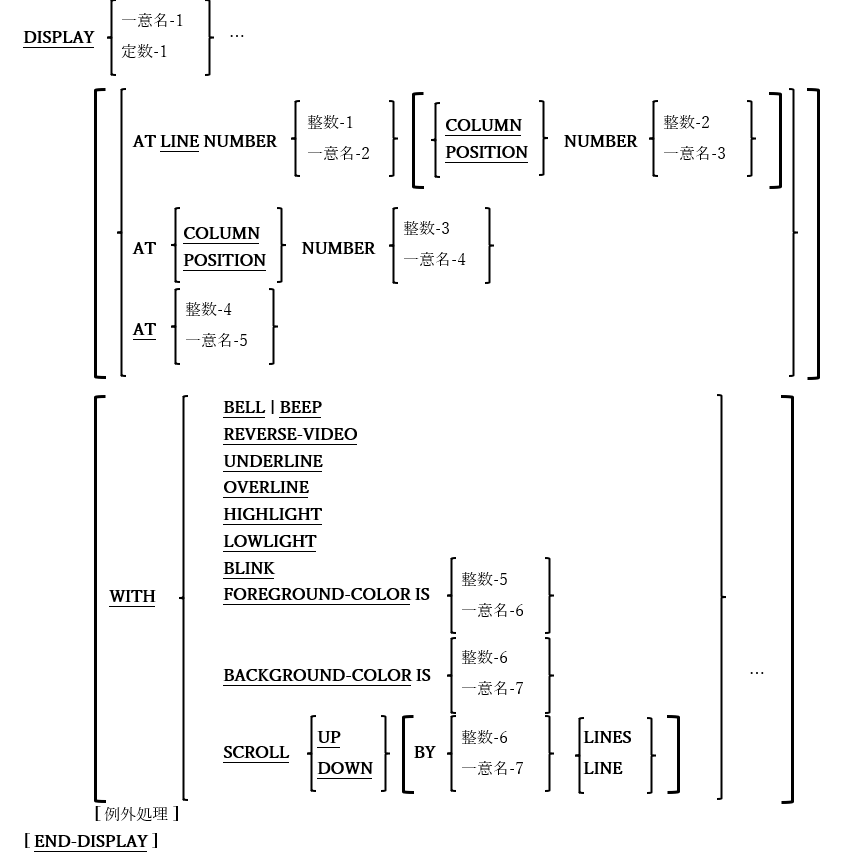 一意名-1
DISPLAY …
定数-1
整数-1 COLUMN 整数-2
AT LINE NUMBER NUMBER
一意名-2 POSITION 一意名-3
COLUMN 整数-3
AT NUMBER
POSITION 一意名-4
整数-4
AT
一意名-5
BELL | BEEP
REVERSE-VIDEO
UNDERLINE
OVERLINE
HIGHLIGHT
LOWLIGHT
BLINK
整数-5
WITH FOREGROUND-COLOR IS
一意名-6
整数-6
BACKGROUND-COLOR IS …
一意名-7
UP 整数-6 LINES
SCROLL BY
DOWN 一意名-7 LINE
[ 例外処理 ]
[ END-DISPLAY ]